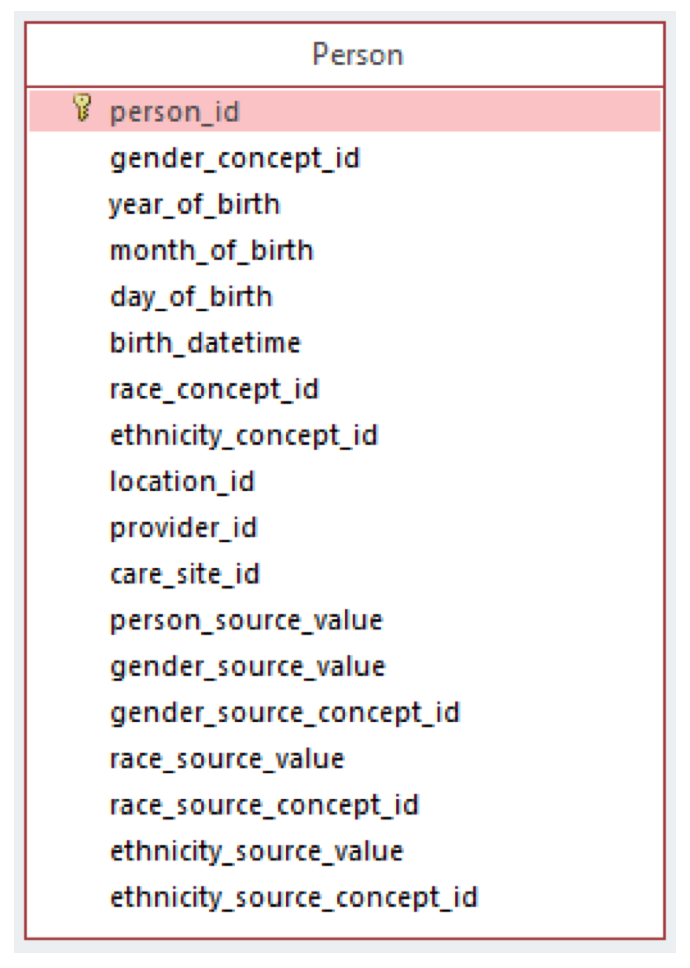 Person
person_id
gender_concept_id
year_of_birth
month_of_birth
day_of_birth
birth_datetime
race_concept_id
ethnicity_concept_id
location_id
provider_id
care_site_id
person_source_value
gender_source_value
gender_source_concept_id
race_source_value
race_source_concept_id
ethnicity_source_value
ethnicity_source_concept_id